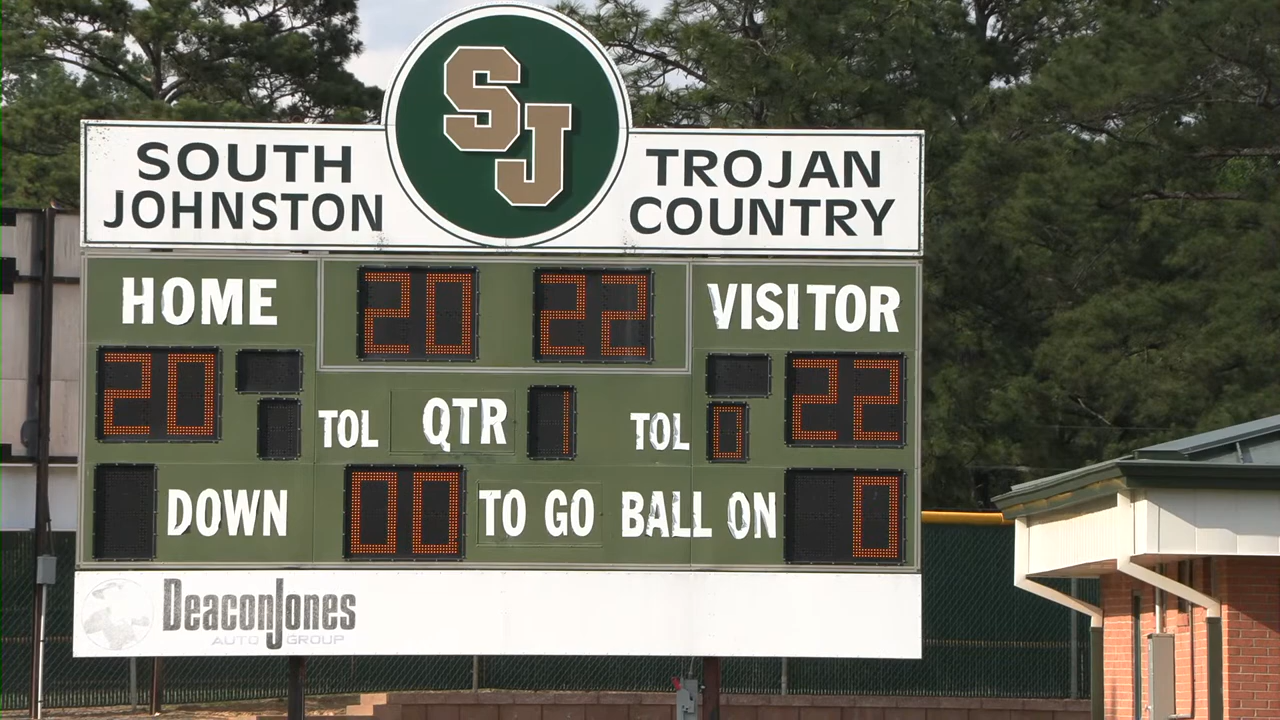 SJ
SOUTH
JOHNSTON
TROJAN
COUNTRY
HOME 20 22 VISITOR
20 TOL QTR 1 TOL 0 22
DOWN 00 TO GO BALL ON 0
DeaconJones
AUTO GROUP